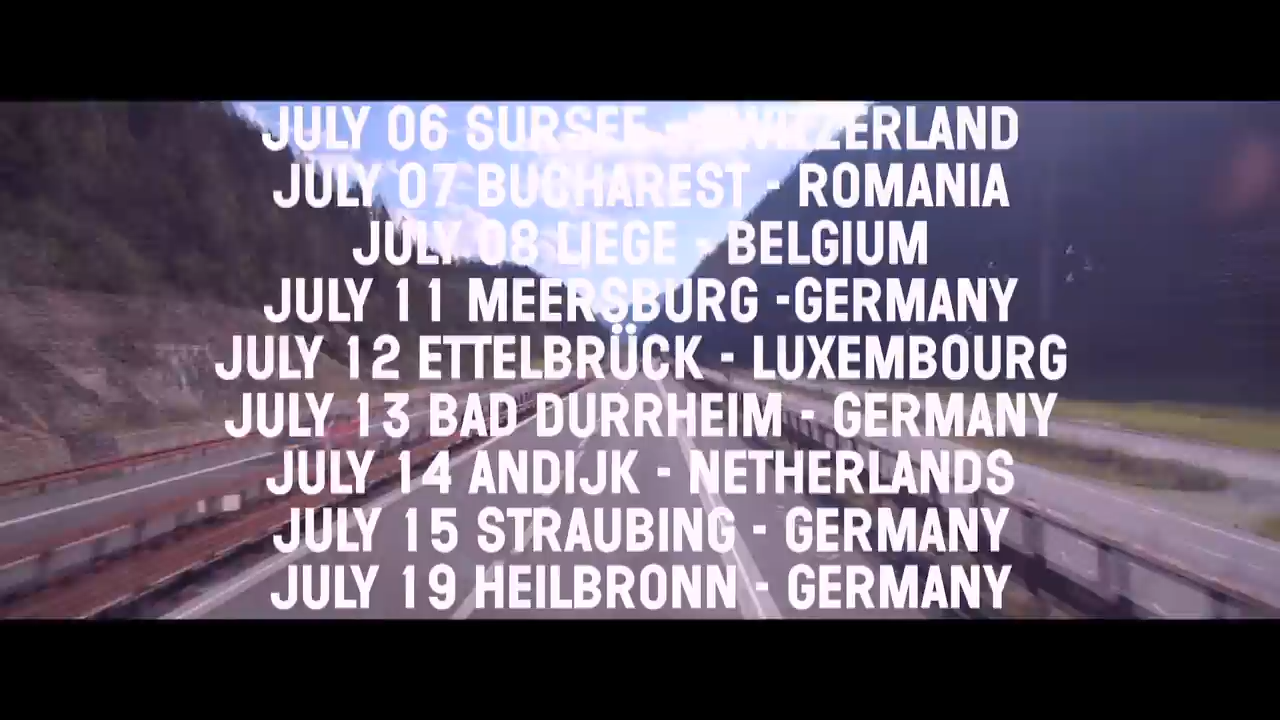 JULY 06 SURSEE - SWITZERLAND
JULY 07 BUCHAREST - ROMANIA
JULY 08 LIEGE - BELGIUM
JULY 11 MEERSBURG -GERMANY
JULY 12 ETTELBRÜCK - LUXEMBOURG
JULY 13 BAD DURRHEIM - GERMANY
JULY 14 ANDIJK - NETHERLANDS
JULY 15 STRAUBING - GERMANY
JULY 19 HEILBRONN - GERMANY